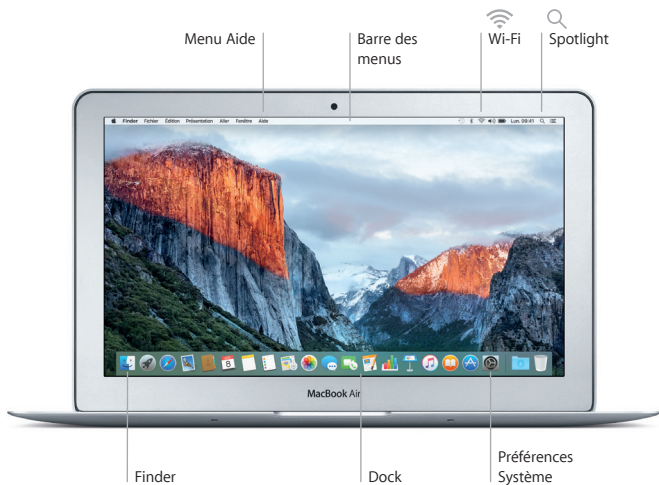 Menu Aide
Barre des
menus
Wi-Fi
Spotlight
Finder Fichier Édition Présentation Aller Fenêtre Aide
Lun. 09:41
8
MacBook Air
Finder
Dock
Préférences
Système